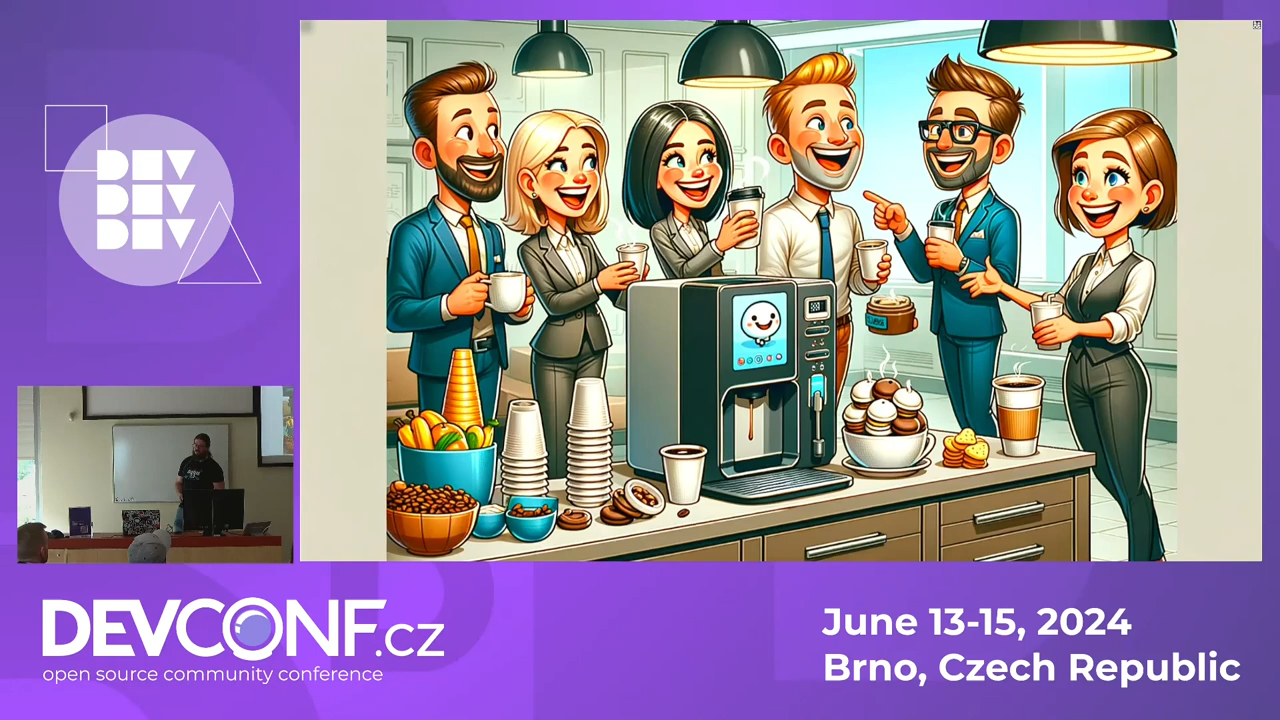 DEV
DEV
DEV
DEVCONF.cz
open source community conference
June 13-15, 2024
Brno, Czech Republic